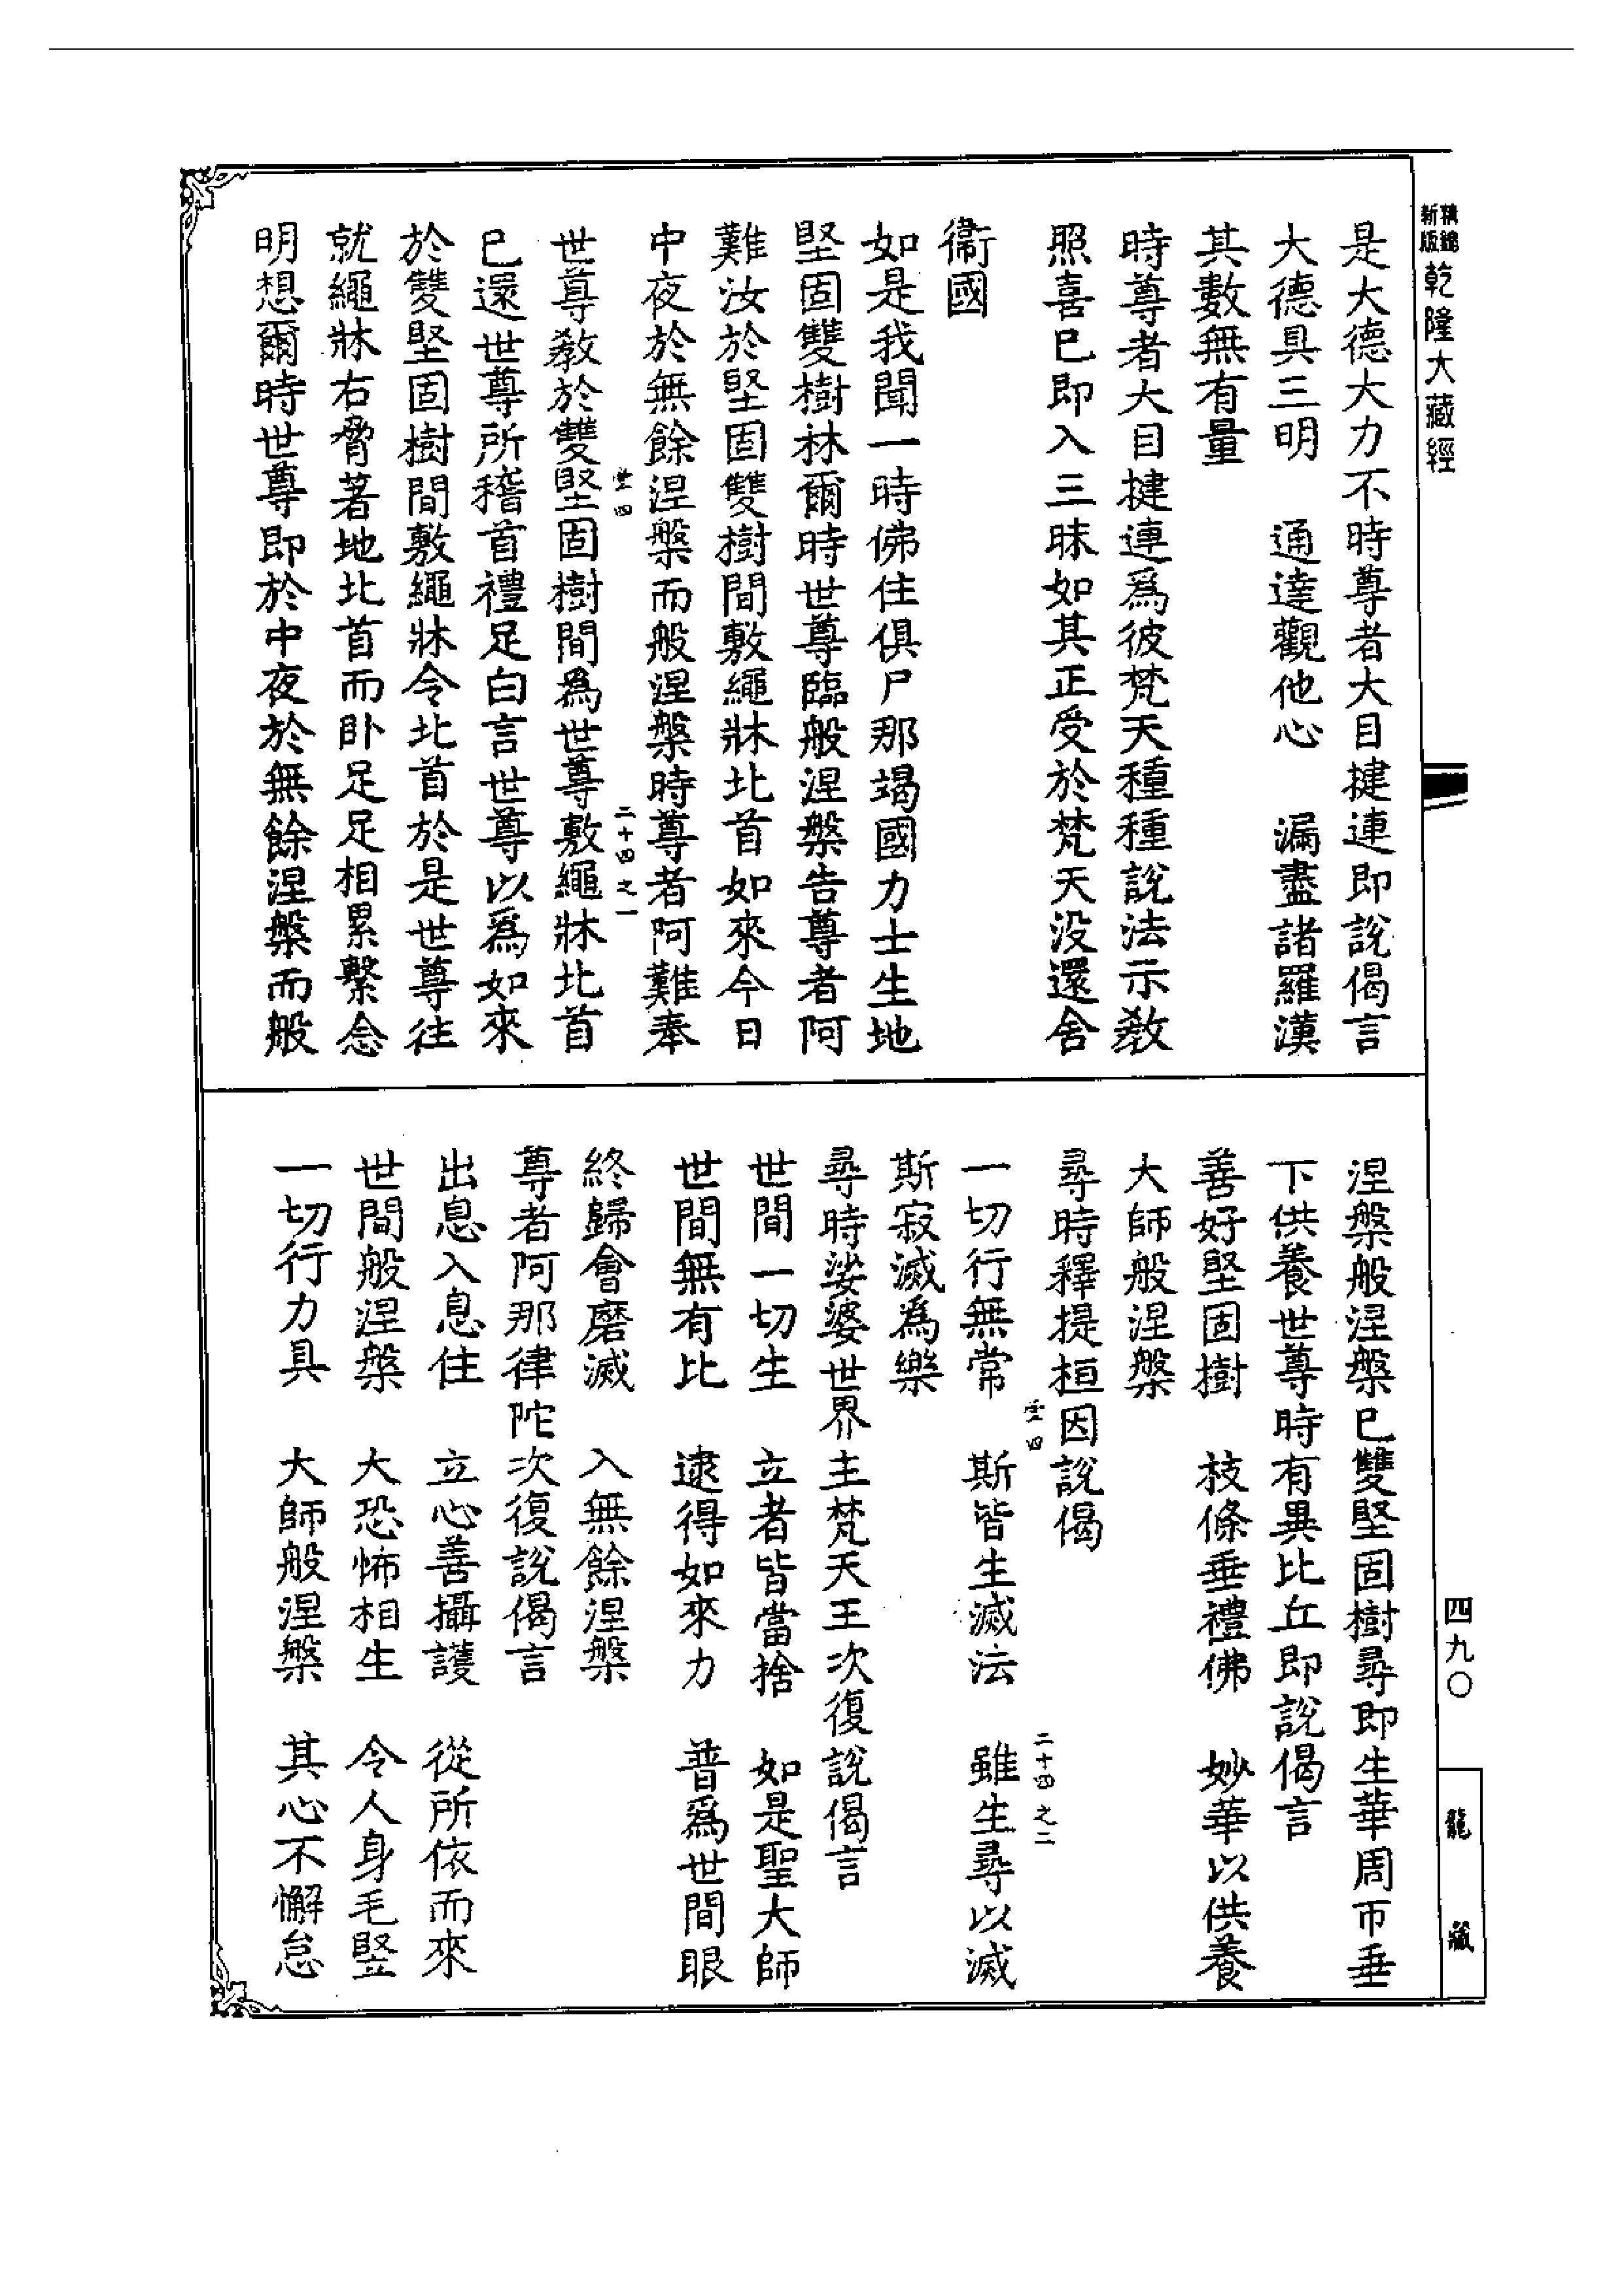 精縮新版乾隆大藏經
是大德大力不時尊者大目揵連即說偈言
大德具三明　通達觀他心　漏盡諸羅漢
其數無有量
時尊者大目揵連爲彼梵天種種說法示敎
照喜已即入三昧如其正受於梵天没還舍
衞國
如是我聞一時佛住俱尸那竭國力士生地
堅固雙樹林爾時世尊臨般涅槃告尊者阿
難汝於堅固雙樹間敷繩牀北首如來今日
中夜於無餘涅槃而般涅槃時尊者阿難奉
二十四之一
世尊敎於雙堅固樹間爲世尊敷繩牀北首
已還世尊所稽首禮足白言世尊以爲如來
於雙堅固樹間敷繩牀令北首於是世尊往
就繩牀右脅著地北首而臥足足相累繫念
明想爾時世尊即於中夜於無餘涅槃而般
涅槃般涅槃已雙堅固樹尋即生華周帀垂
下供養世尊時有異比丘即說偈言
善好堅固樹　枝條垂禮佛　妙華以供養
大師般涅槃
尋時釋提桓因說偈
二十四之二
一切行無常　斯皆生滅法　雖生尋以滅
斯寂滅爲樂
尋時娑婆世界主梵天王次復說偈言
世間一切生　立者皆當捨　如是聖大師
世間無有比　逮得如來力　普爲世間眼
終歸會磨滅　入無餘涅槃
尊者阿那律陀次復說偈言
出息入息住　立心善攝護　從所依而來
世間般涅槃　大恐怖相生　令人身毛竪
一切行力具　大師般涅槃　其心不懈怠
四九〇
龍藏